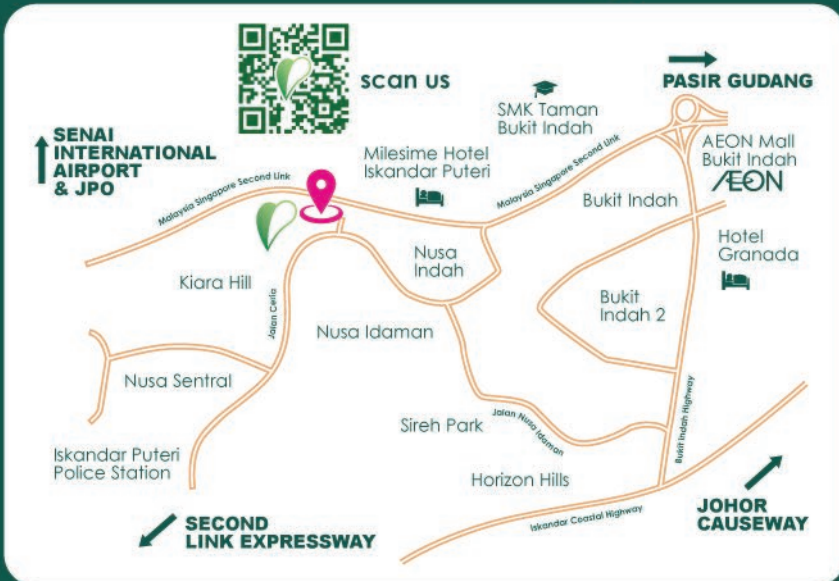 scan us
PASIR GUDANG
SMK Taman
Bukit Indah
SENAI
INTERNATIONAL
AIRPORT
& JPO
AEON Mall
Bukit Indah
AEON
Milesime Hotel
Iskandar Puteri
Malaysia Singapore Second Link
Malaysia Singapore Second Link
Bukit Indah
Hotel
Granada
Nusa
Indah
Kiara Hill
Bukit
Indah 2
Jalan Ceria
Nusa Idaman
Nusa Sentral
Bukit Indah Highway
Sireh Park
Jalan Nusa Idaman
Iskandar Puteri
Police Station
Horizon Hills
Iskandar Coastal Highway
JOHOR
CAUSEWAY
SECOND
LINK EXPRESSWAY